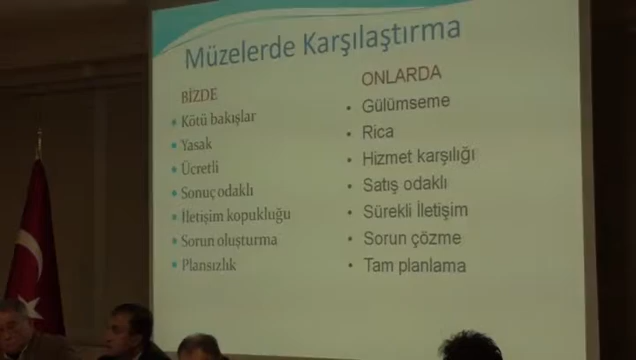 Müzelerde Karşılaştırma
BİZDE
Kötü bakışlar
Yasak
Ücretli
Sonuç odaklı
İletişim kopukluğu
Sorun oluşturma
Plansızlık
ONLARDA
Gülümseme
Rica
Hizmet karşılığı
Satış odaklı
Sürekli İletişim
Sorun çözme
Tam planlama